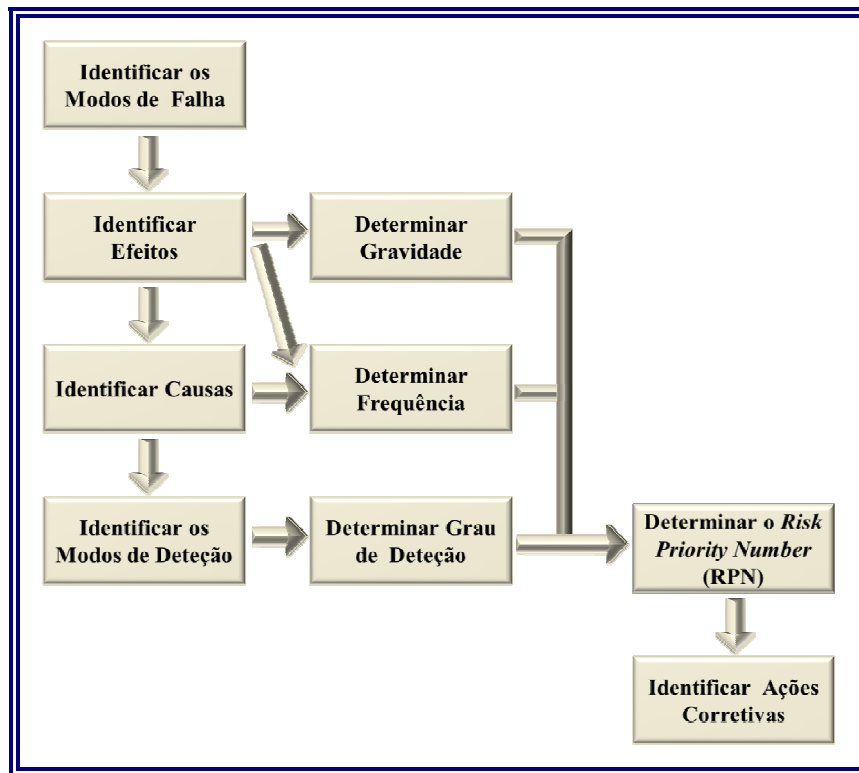 Identificar os
Modos de Falha
Identificar
Efeitos
Determinar
Gravidade
Identificar Causas
Determinar
Frequência
Identificar os
Modos de Deteção
Determinar Grau
de Deteção
Determinar o Risk
Priority Number
(RPN)
Identificar Ações
Corretivas